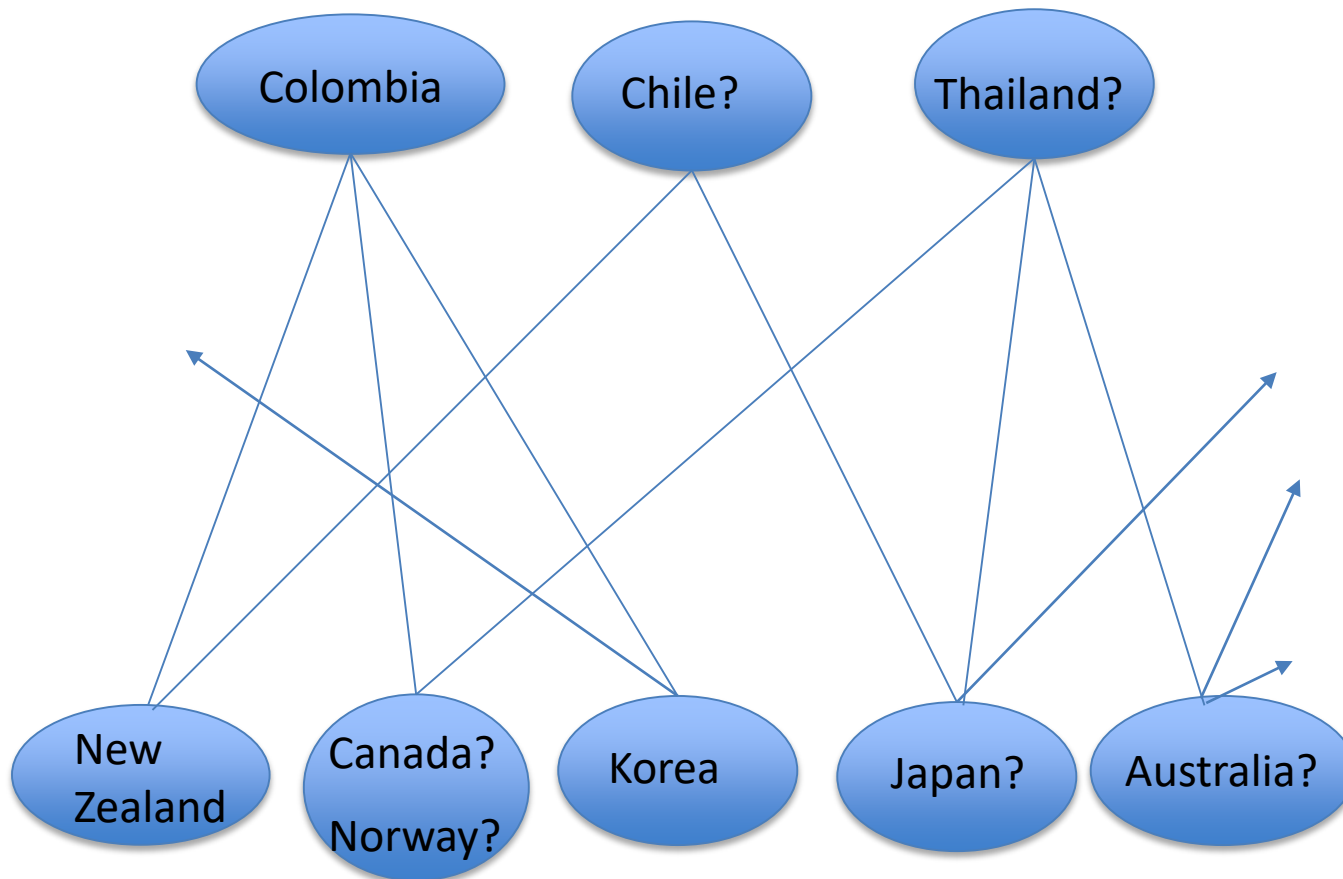 Colombia
Chile?
Thailand?
New
Zealand
Canada?
Norway?
Korea
Japan?
Australia?